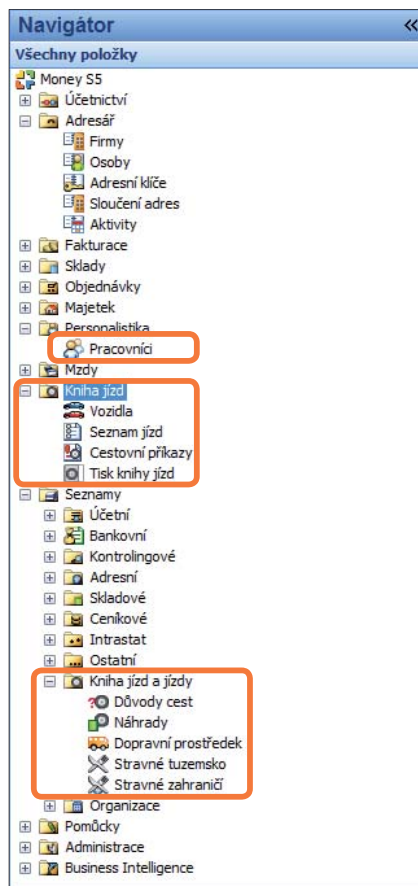 Navigátor
Všechny položky
Money S5
Účetnictví
Adresář
Firmy
Osoby
Adresní klíče
Sloučení adres
Aktivity
Fakturace
Sklady
Objednávky
Majetek
Personalistika
Pracovníci
Mzdy
Kniha jízd
Vozidla
Seznam jízd
Cestovní příkazy
Tisk knihy jízd
Seznamy
Účetní
Bankovní
Kontrolingové
Adresní
Skladové
Ceníkové
Intrastat
Ostatní
Kniha jízd a jízdy
Důvody cest
Náhrady
Dopravní prostředek
Stravné tuzemsko
Stravné zahraničí
Organizace
Pomůcky
Administrace
Business Intelligence